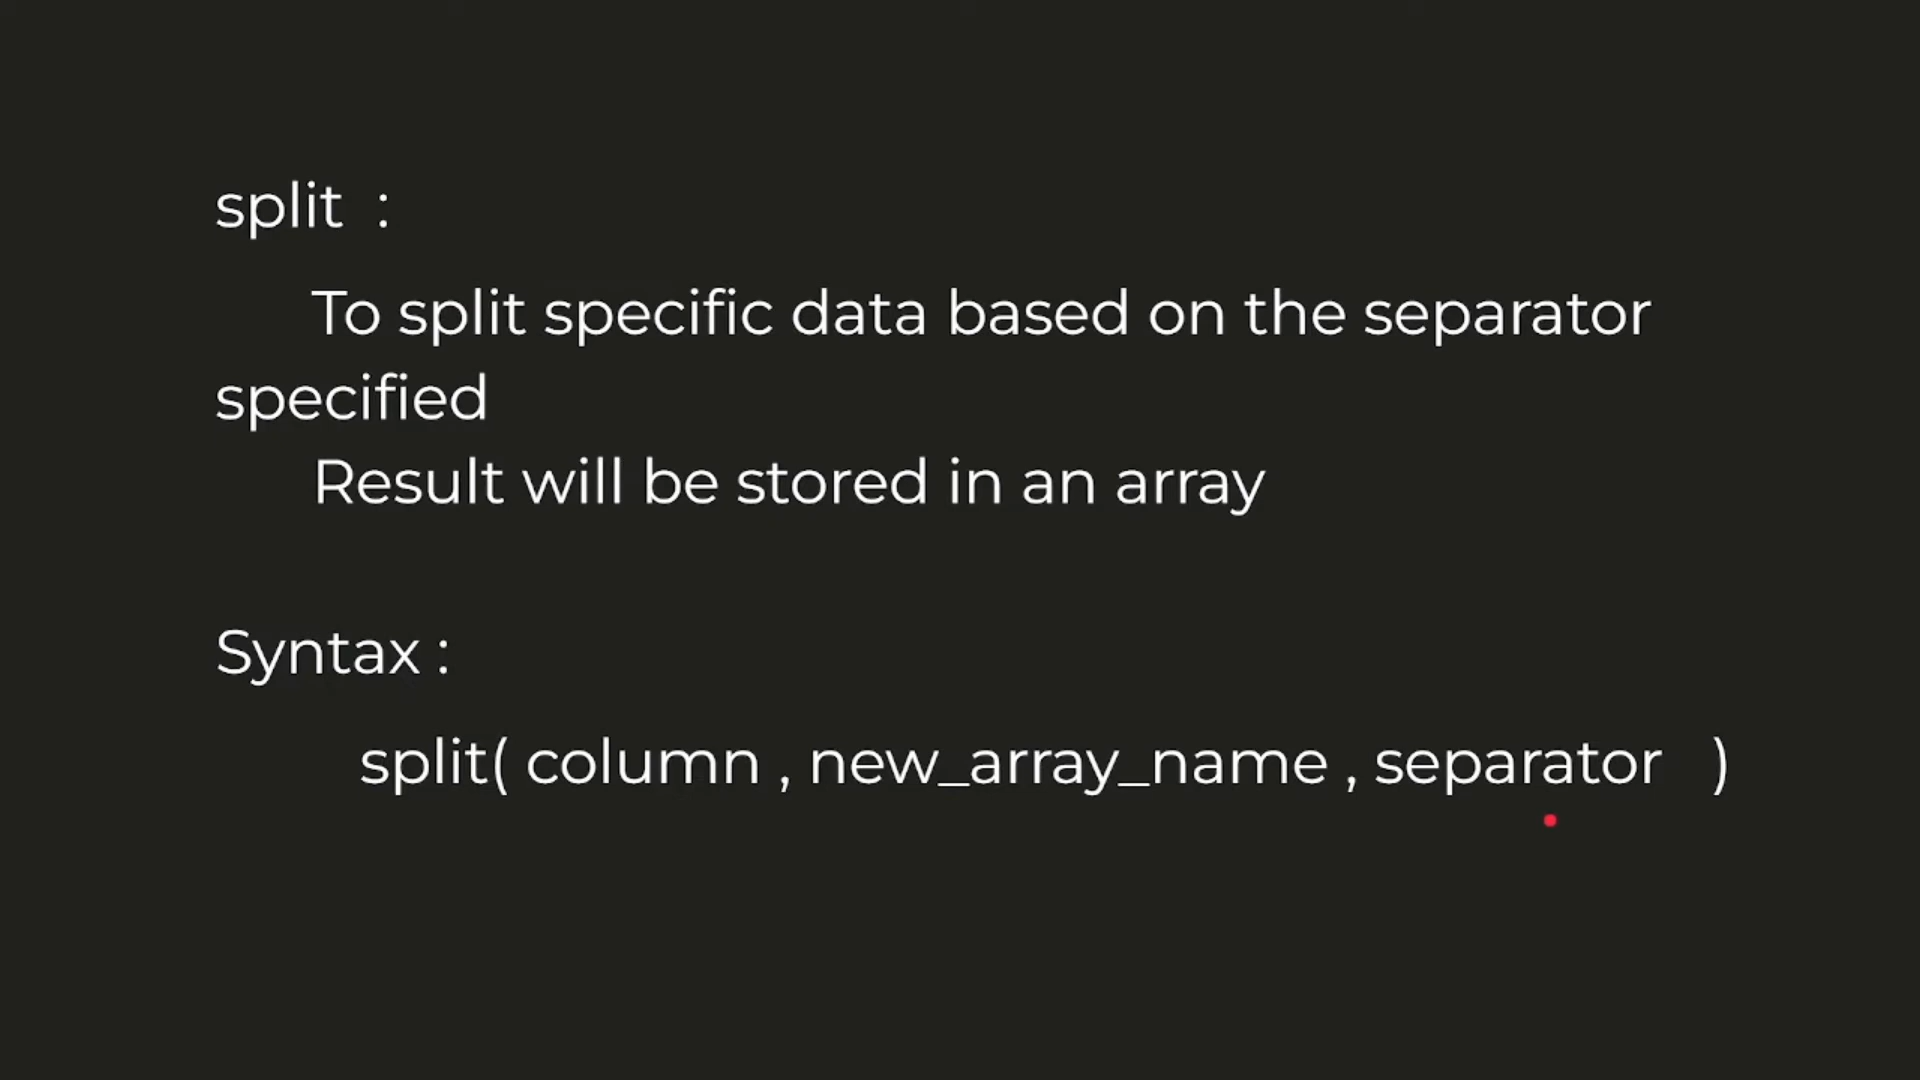 split  :
To split specific data based on the separator
specified
Result will be stored in an array
Syntax :
split( column , new_array_name , separator   )